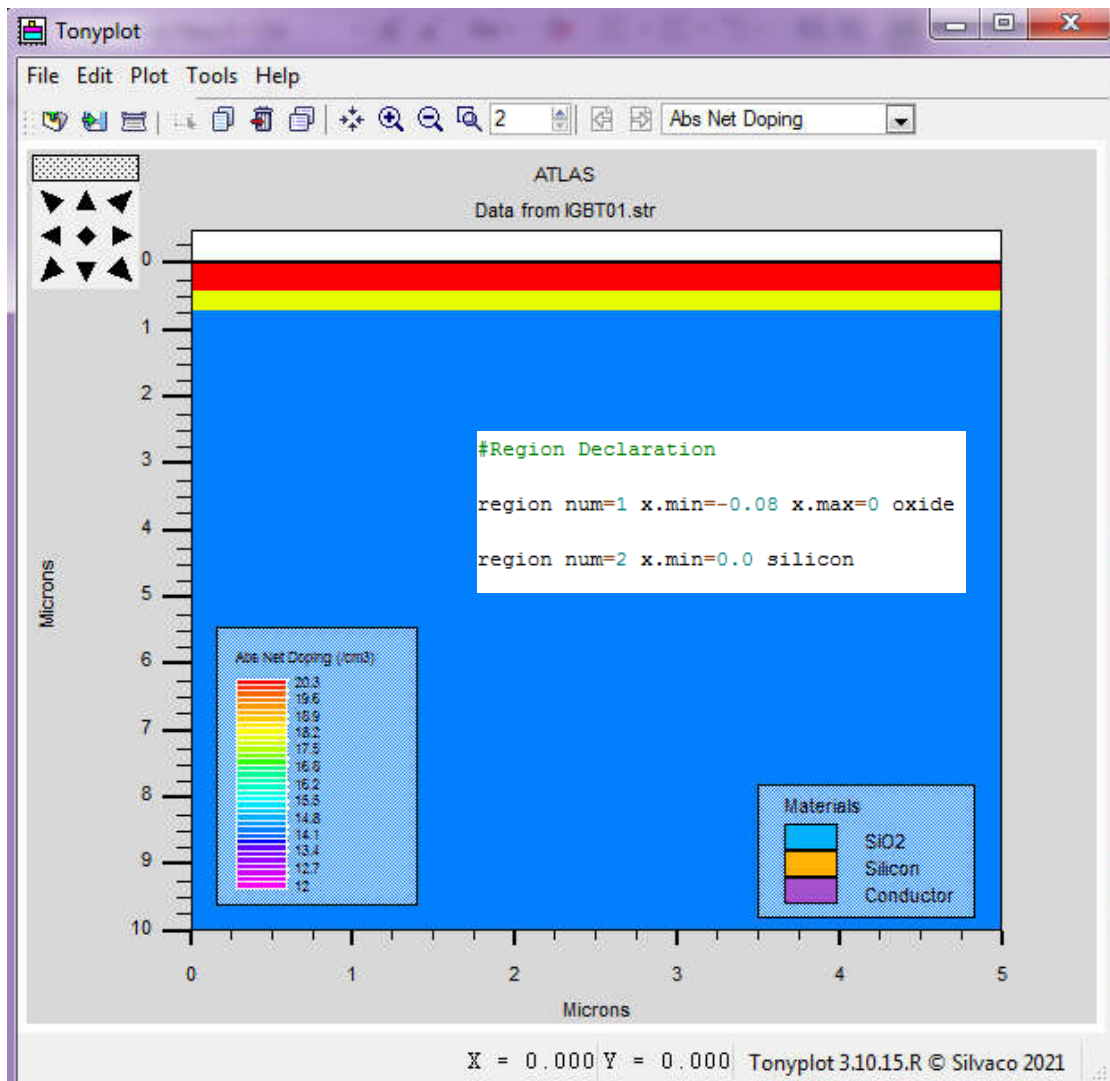 Tonyplot
File Edit Plot Tools Help
2 Abs Net Doping
ATLAS
Data from IGBT01.str
0
1
2
3
4
5
6
7
8
9
10
Microns
#Region Declaration
region num=1 x.min=-0.08 x.max=0 oxide
region num=2 x.min=0.0 silicon
Abs Net Doping (/cm3)
20.3
19.6
18.9
18.2
17.5
16.8
16.2
15.5
14.8
14.1
13.4
12.7
12
Materials
SiO2
Silicon
Conductor
0 1 2 3 4 5
Microns
X = 0.000 Y = 0.000 Tonyplot 3.10.15.R © Silvaco 2021